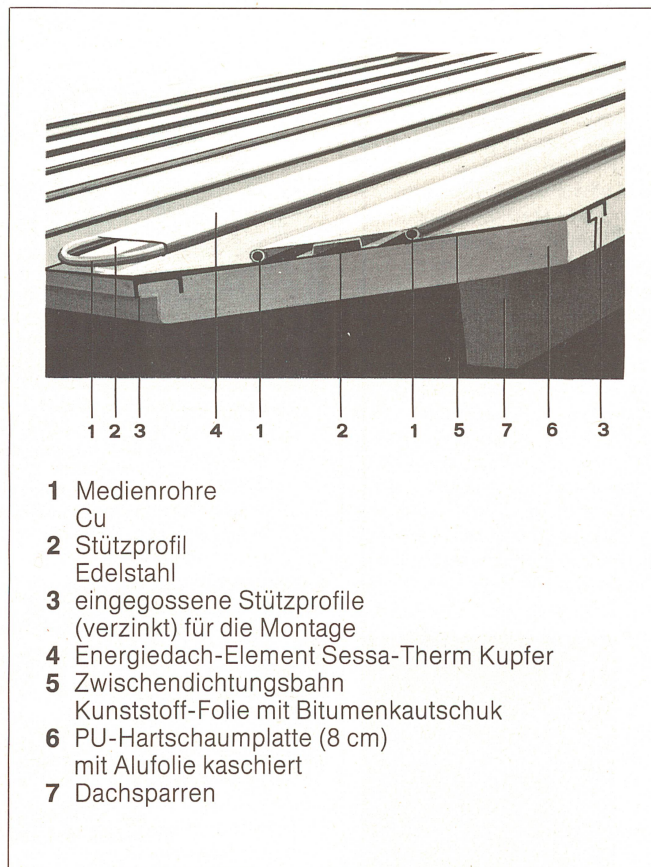 1 2 3 4 1 2 1 5 7 6 3
1 Medienrohre
Cu
2 Stützprofil
Edelstahl
3 eingegossene Stützprofile
(verzinkt) für die Montage
4 Energiedach-Element Sessa-Therm Kupfer
5 Zwischendichtungsbahn
Kunststoff-Folie mit Bitumenkautschuk
6 PU-Hartschaumplatte (8 cm)
mit Alufolie kaschiert
7 Dachsparren